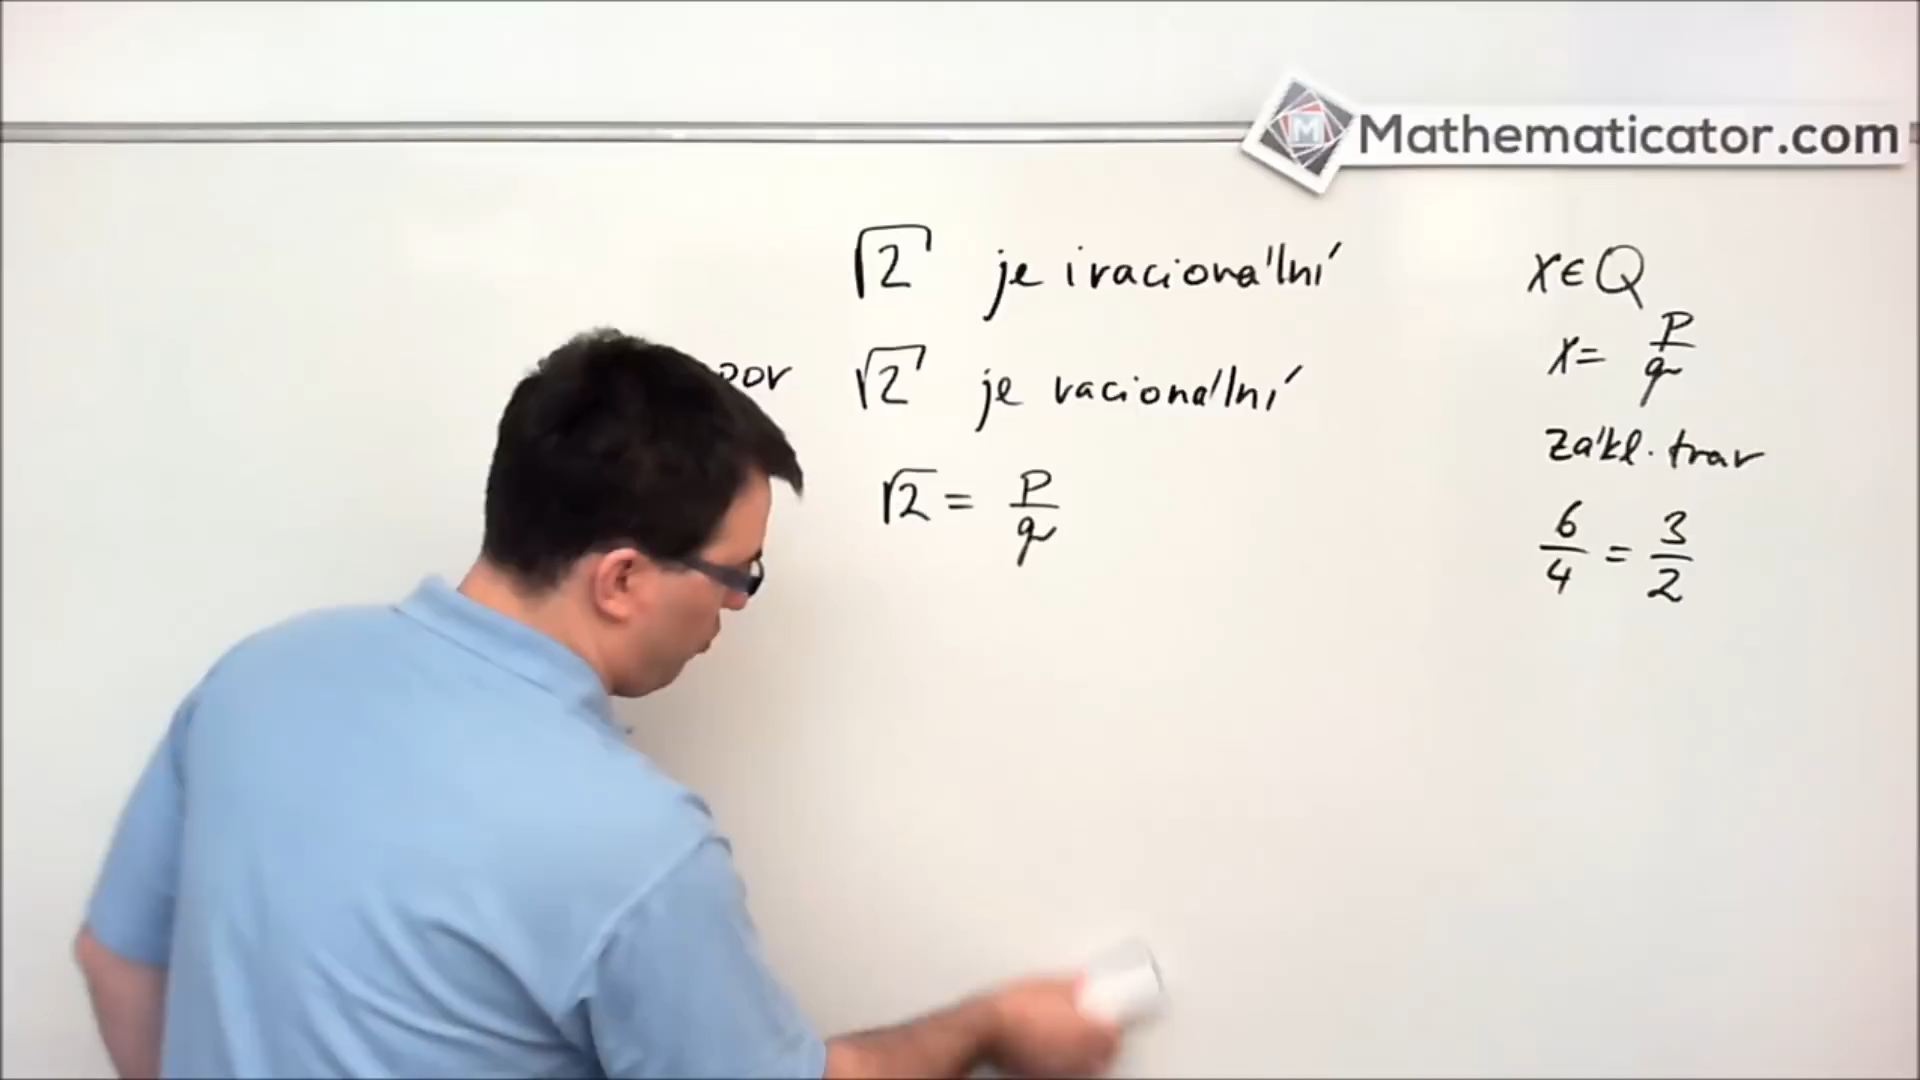 Mathematicator.com
√2 je iracionální
√2 je racionální
√2 = p/q
x∈Q
x = p/q
zákl. tvar
6/4 = 3/2